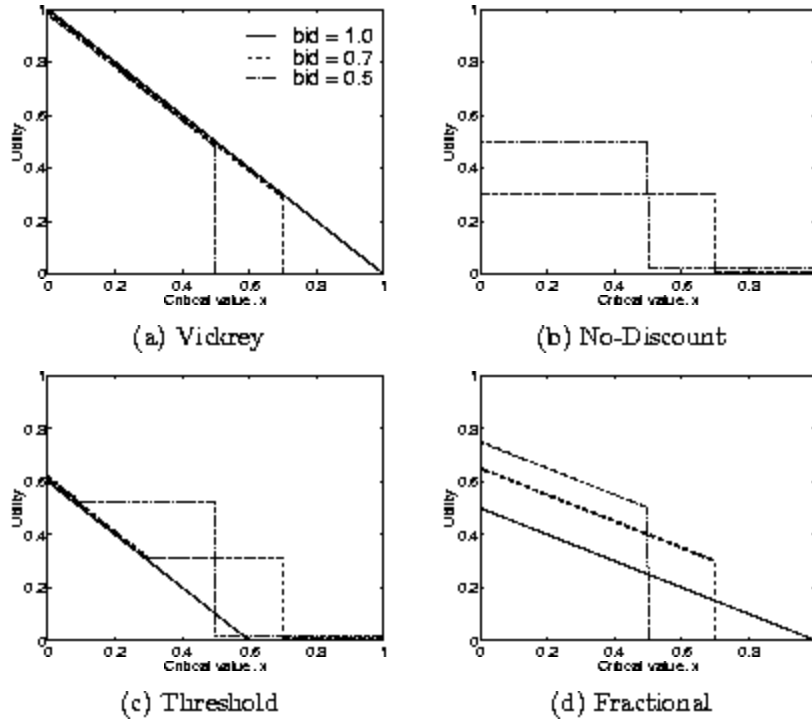 1
0.8
0.6
0.4
0.2
0
Utility
bid = 1.0
bid = 0.7
bid = 0.5
0 0.2 0.4 0.6 0.8 1
Critical value, x
(a) Vickrey
1
0.8
0.6
0.4
0.2
0
Utility
0 0.2 0.4 0.6 0.8
Critical value, x
(b) No-Discount
1
0.8
0.6
0.4
0.2
0
Utility
0 0.2 0.4 0.6 0.8 1
Critical value, x
(c) Threshold
1
0.8
0.6
0.4
0.2
0
Utility
0 0.2 0.4 0.6 0.8
Critical value, x
(d) Fractional